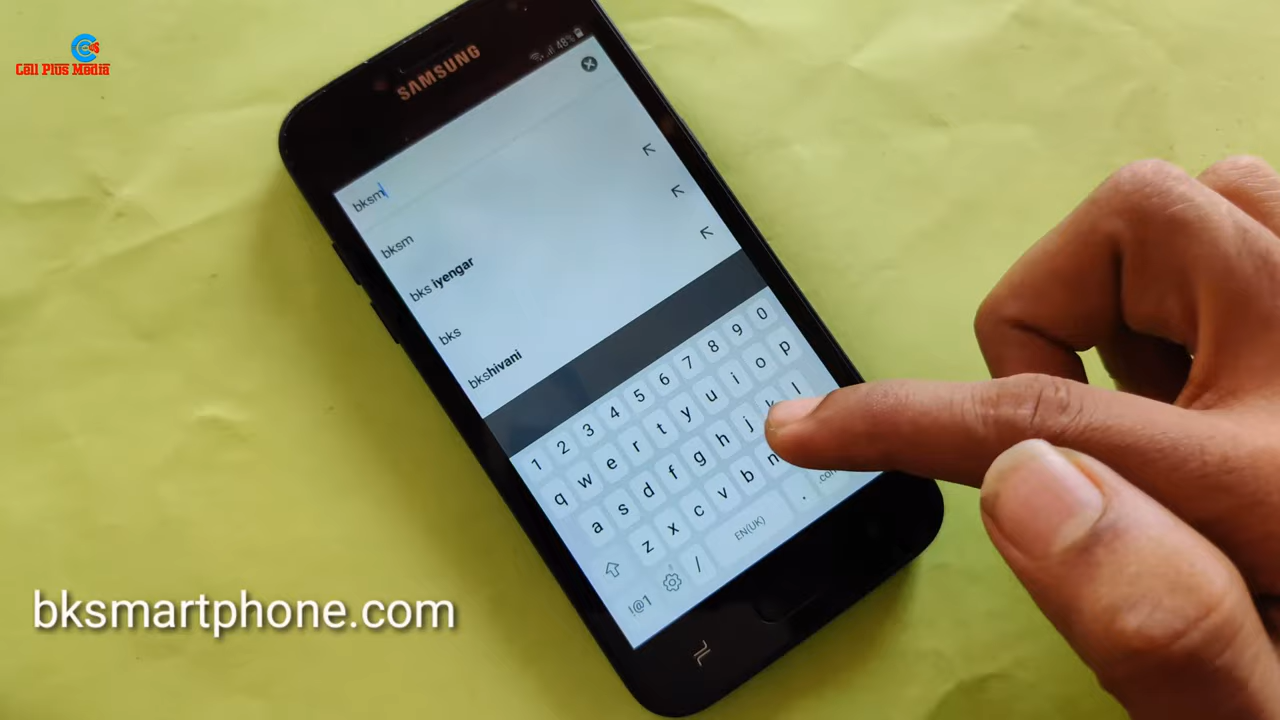 Cell Plus Media
SAMSUNG
48%
bksm
bksm
bks iyengar
bks
bkshivani
1 2 3 4 5 6 7 8 9 0
q w e r t y u i o p
a s d f g h j k l
z x c v b n
!@1 / EN(UK) . .com
bksmartphone.com